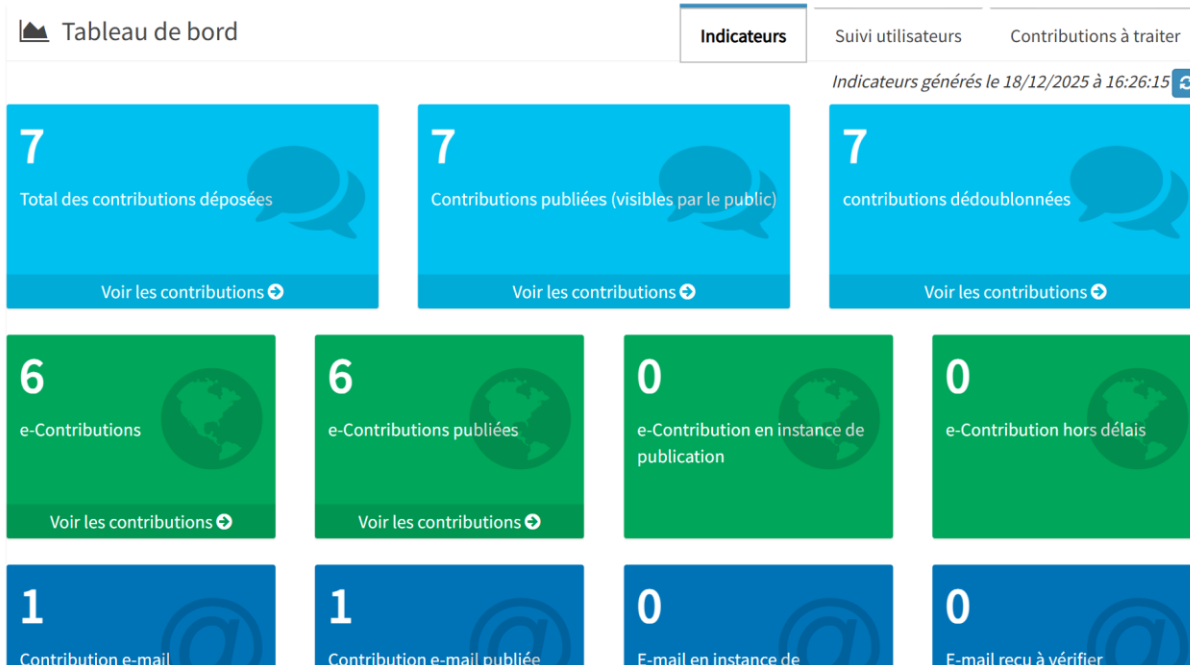 Tableau de bord
Indicateurs
Suivi utilisateurs
Contributions à traiter
Indicateurs générés le 18/12/2025 à 16:26:15
7
Total des contributions déposées
Voir les contributions
7
Contributions publiées (visibles par le public)
Voir les contributions
7
contributions dédoublonnées
Voir les contributions
6
e-Contributions
Voir les contributions
6
e-Contributions publiées
Voir les contributions
0
e-Contribution en instance de
publication
0
e-Contribution hors délais
1
Contribution e-mail
1
Contribution e-mail publiée
0
E-mail en instance de
0
E-mail reçu à vérifier